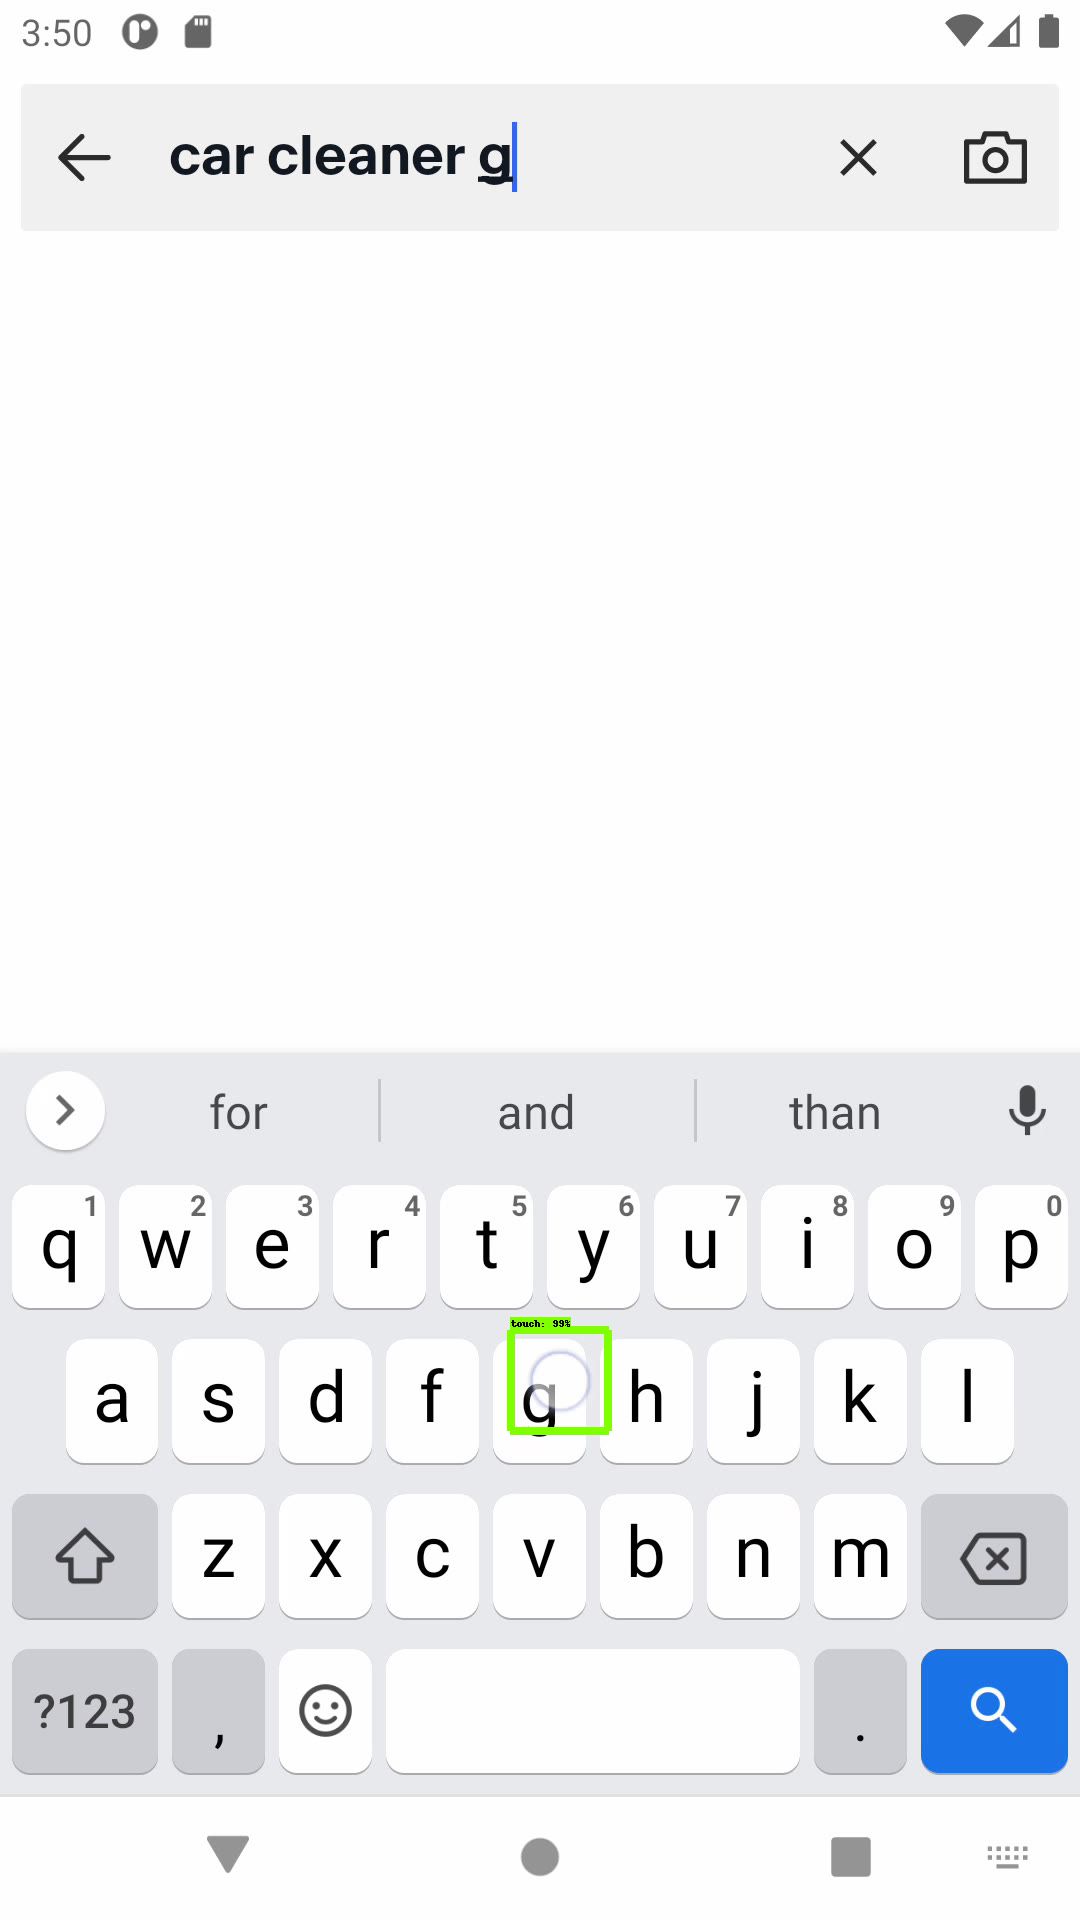 3:50
car cleaner g
for and than
1 2 3 4 5 6 7 8 9 0
q w e r t y u i o p
touch: 99%
a s d f g h j k l
z x c v b n m
?123 , .